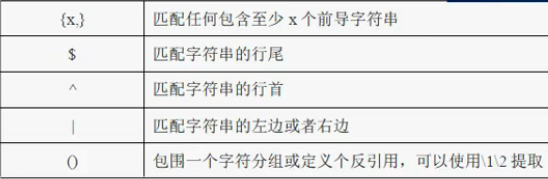 {x,} 匹配任何包含至少 x 个前导字符串
$ 匹配字符串的行尾
^ 匹配字符串的行首
| 匹配字符串的左边或者右边
() 包围一个字符分组或定义个反引用，可以使用\1\2 提取